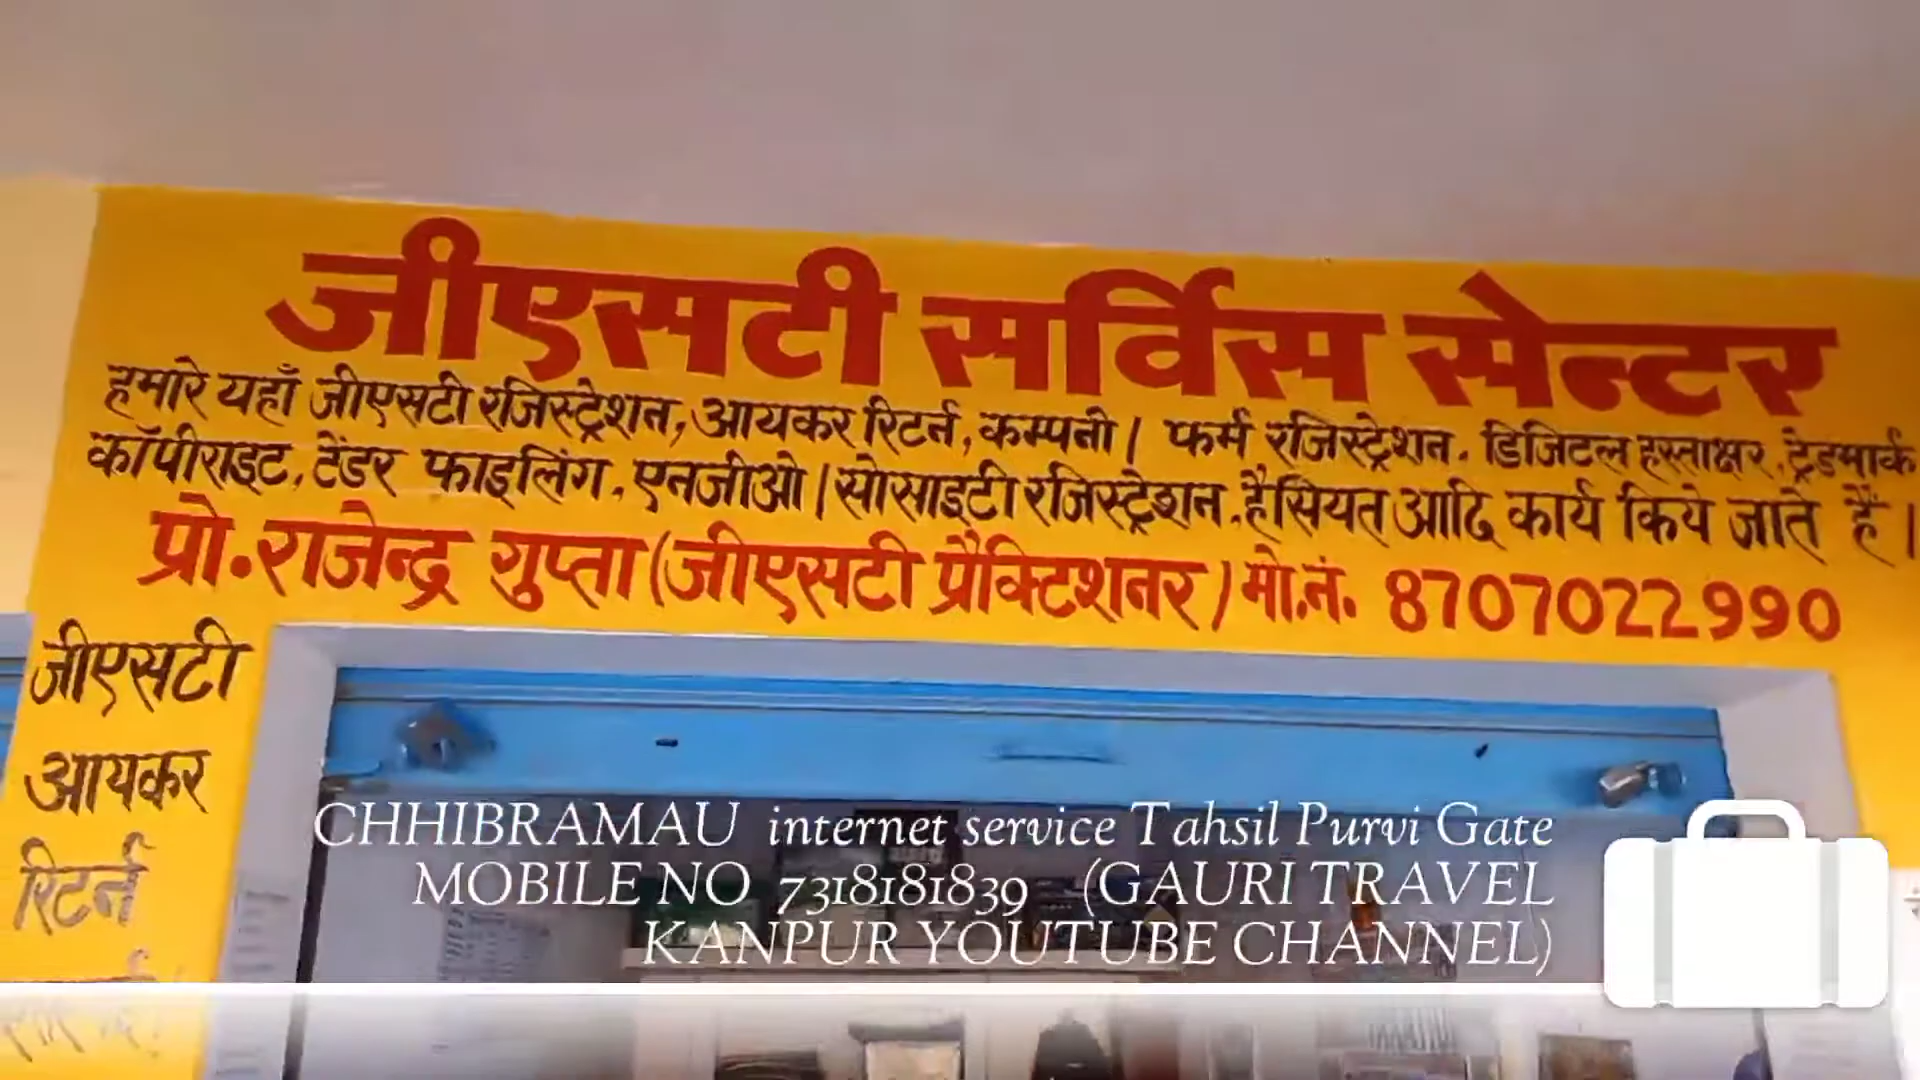 जीएसटी सर्विस सेन्टर
हमारे यहाँ जीएसटी रजिस्ट्रेशन, आयकर रिटर्न, कम्पनी। फर्म रजिस्ट्रेशन, डिजिटल हस्ताक्षर, ट्रेडमार्क
कॉपीराइट, टेंडर फाइलिंग, एनजीओ। सोसाइटी रजिस्ट्रेशन, हैसियत आदि कार्य किये जाते हैं।
प्रो. राजेन्द्र गुप्ता (जीएसटी प्रैक्टिशनर) मो.नं. 8707022990
जीएसटी
आयकर
रिटर्न
CHHIBRAMAU internet service Tahsil Purvi Gate
MOBILE NO 7318181839 (GAURI TRAVEL
KANPUR YOUTUBE CHANNEL)